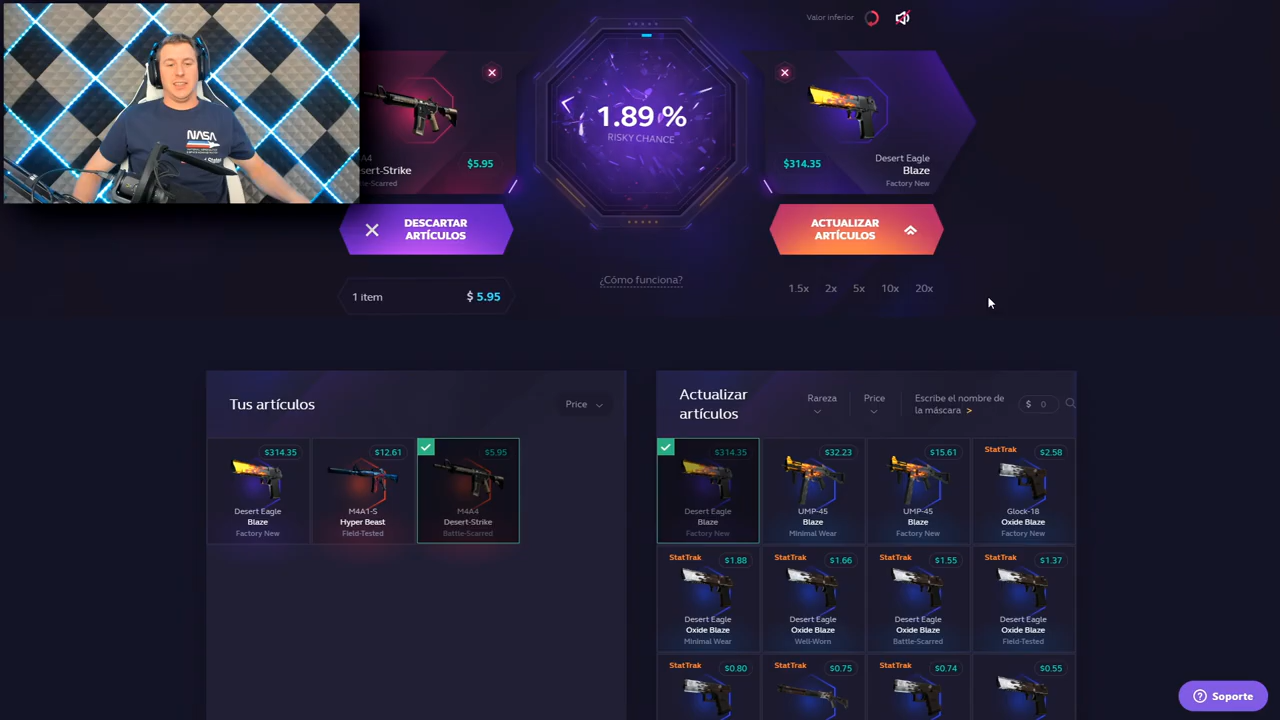 Valor inferior
NASA
A4
esert-Strike
le-Scarred
$5.95
1.89 %
RISKY CHANCE
$314.35
Desert Eagle
Blaze
Factory New
DESCARTAR
ARTÍCULOS
ACTUALIZAR
ARTÍCULOS
¿Cómo funciona?
1 item
$ 5.95
1.5x 2x 5x 10x 20x
Tus artículos
Price
$314.35
Desert Eagle
Blaze
Factory New
$12.61
M4A1-S
Hyper Beast
Field-Tested
$5.95
M4A4
Desert-Strike
Battle-Scarred
Actualizar
artículos
Rareza
Price
Escribe el nombre de
la máscara >
$ 0
$314.35
Desert Eagle
Blaze
Factory New
$32.23
UMP-45
Blaze
Minimal Wear
$15.61
UMP-45
Blaze
Factory New
StatTrak $2.58
Glock-18
Oxide Blaze
Factory New
StatTrak $1.88
Desert Eagle
Oxide Blaze
Minimal Wear
StatTrak $1.66
Desert Eagle
Oxide Blaze
Well-Worn
StatTrak $1.55
Desert Eagle
Oxide Blaze
Battle-Scarred
StatTrak $1.37
Desert Eagle
Oxide Blaze
Field-Tested
StatTrak $0.80
StatTrak $0.75
StatTrak $0.74
$0.55
Soporte